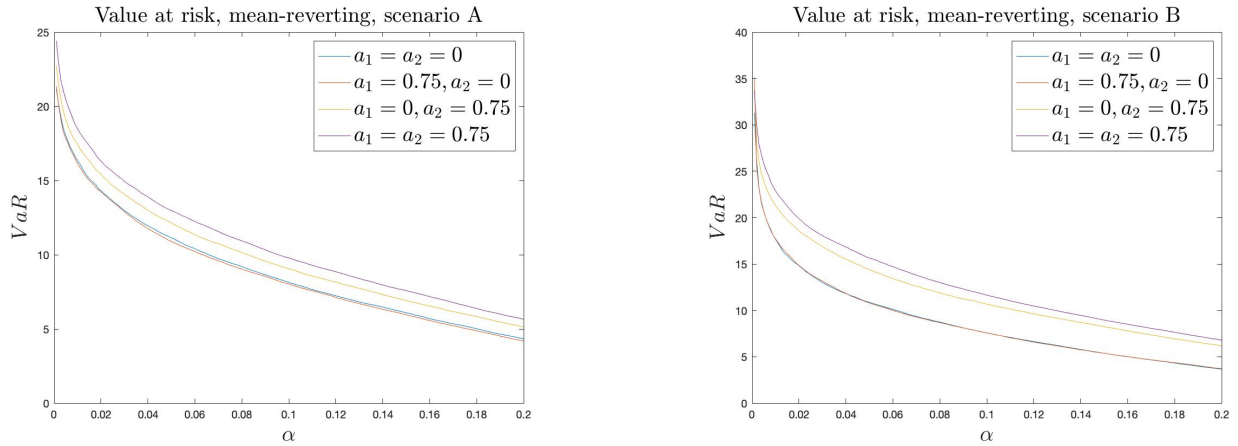 Value at risk, mean-reverting, scenario A
25
20
15
10
5
0
VaR
a₁ = a₂ = 0
a₁ = 0.75, a₂ = 0
a₁ = 0, a₂ = 0.75
a₁ = a₂ = 0.75
0 0.02 0.04 0.06 0.08 0.1 0.12 0.14 0.16 0.18 0.2
α
Value at risk, mean-reverting, scenario B
40
35
30
25
20
15
10
5
0
VaR
a₁ = a₂ = 0
a₁ = 0.75, a₂ = 0
a₁ = 0, a₂ = 0.75
a₁ = a₂ = 0.75
0 0.02 0.04 0.06 0.08 0.1 0.12 0.14 0.16 0.18 0.2
α